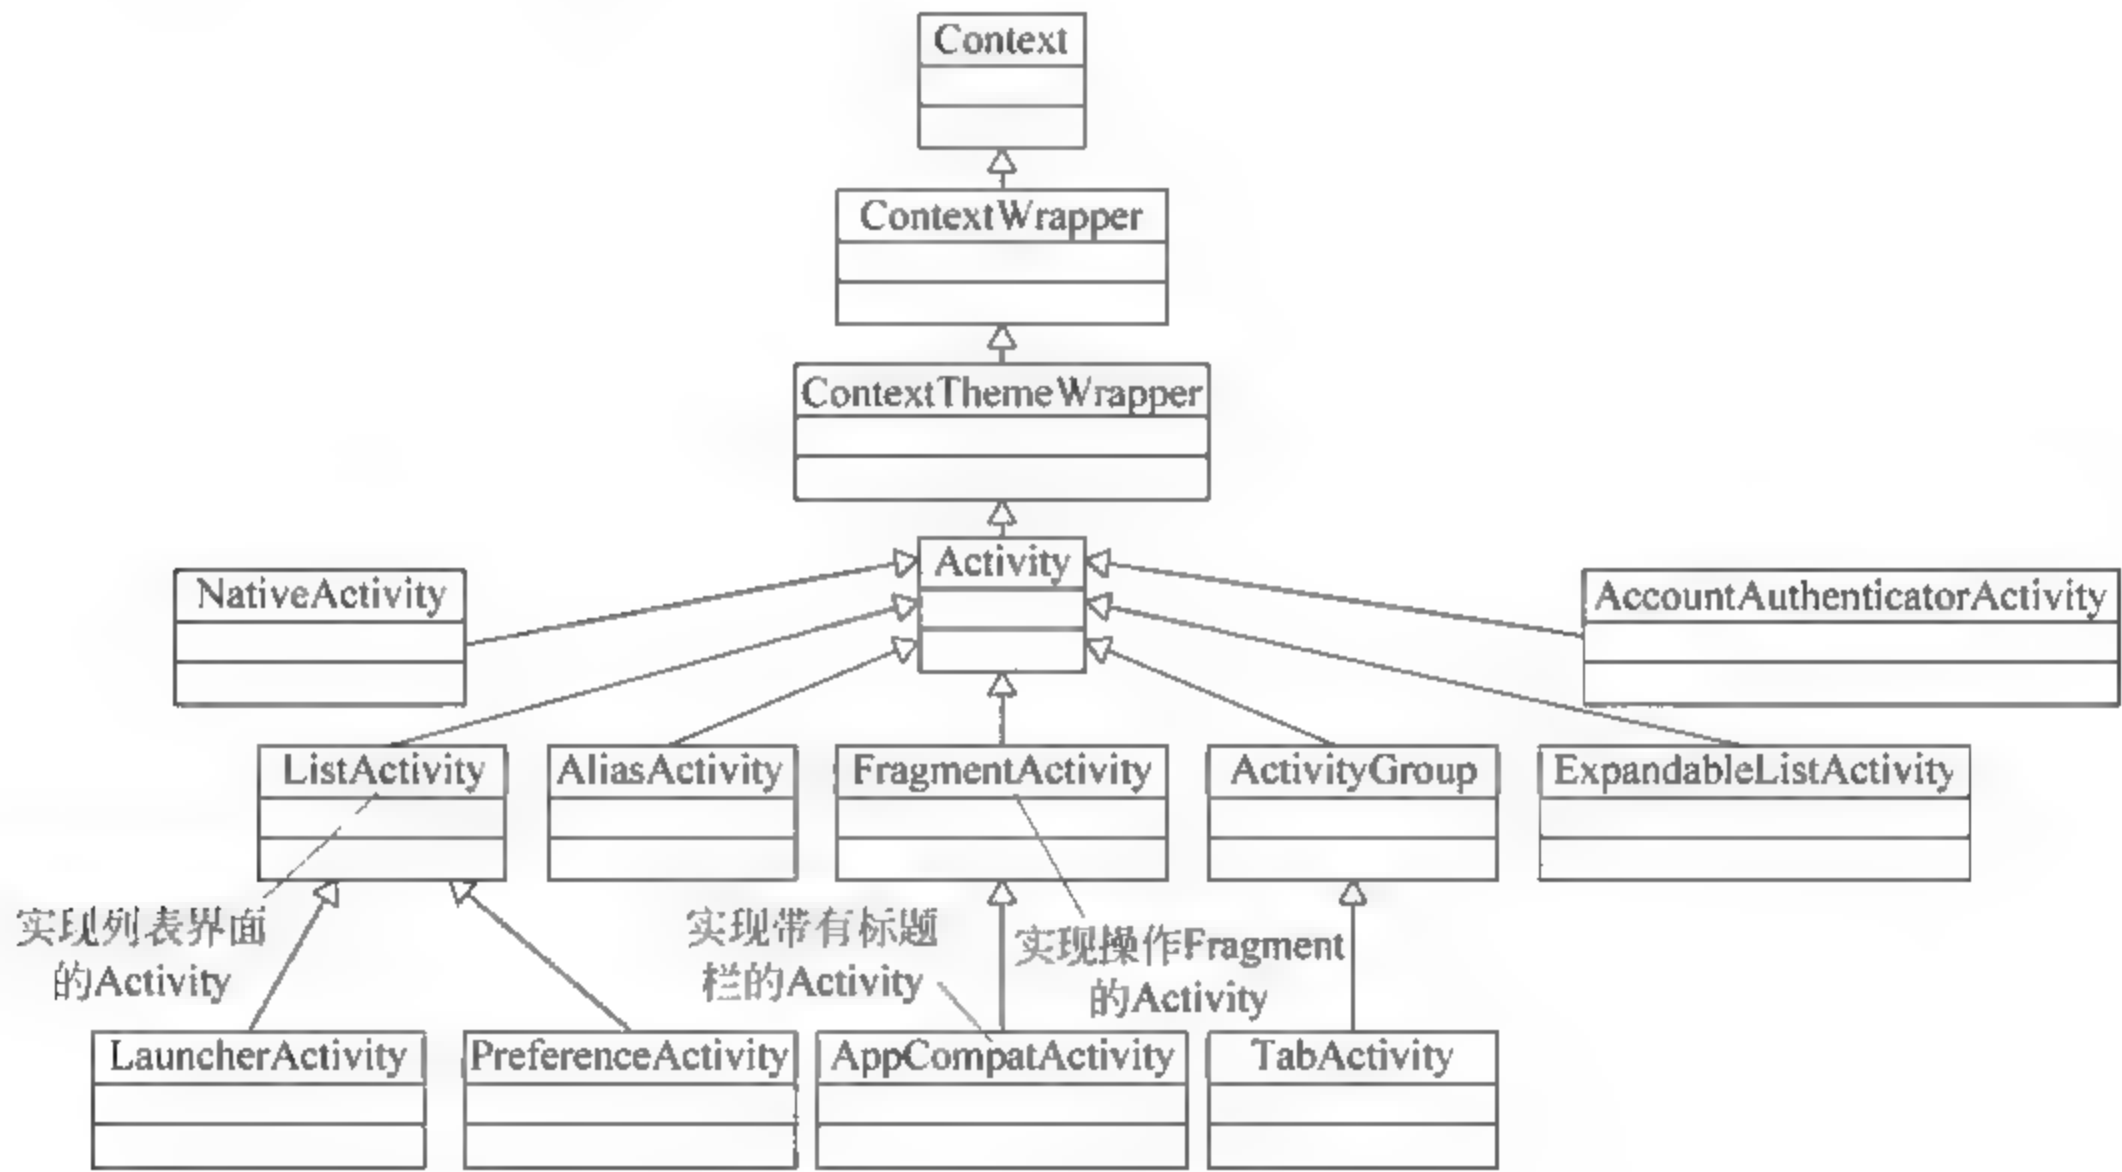 Context
ContextWrapper
ContextThemeWrapper
Activity
NativeActivity
AccountAuthenticatorActivity
ListActivity
AliasActivity
FragmentActivity
ActivityGroup
ExpandableListActivity
实现列表界面
的Activity
实现带有标题
栏的Activity
实现操作Fragment
的Activity
LauncherActivity
PreferenceActivity
AppCompatActivity
TabActivity